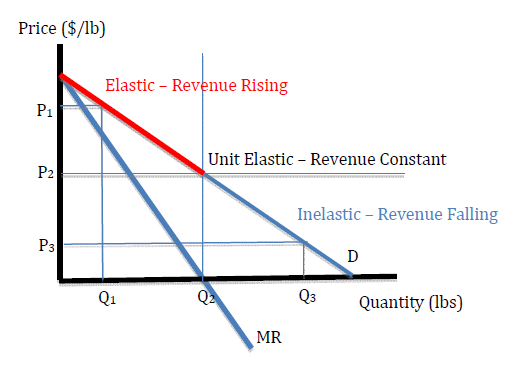 Price ($/lb)
Elastic – Revenue Rising
P1
Unit Elastic – Revenue Constant
P2
Inelastic – Revenue Falling
P3
D
Q1
Q2
Q3
Quantity (lbs)
MR